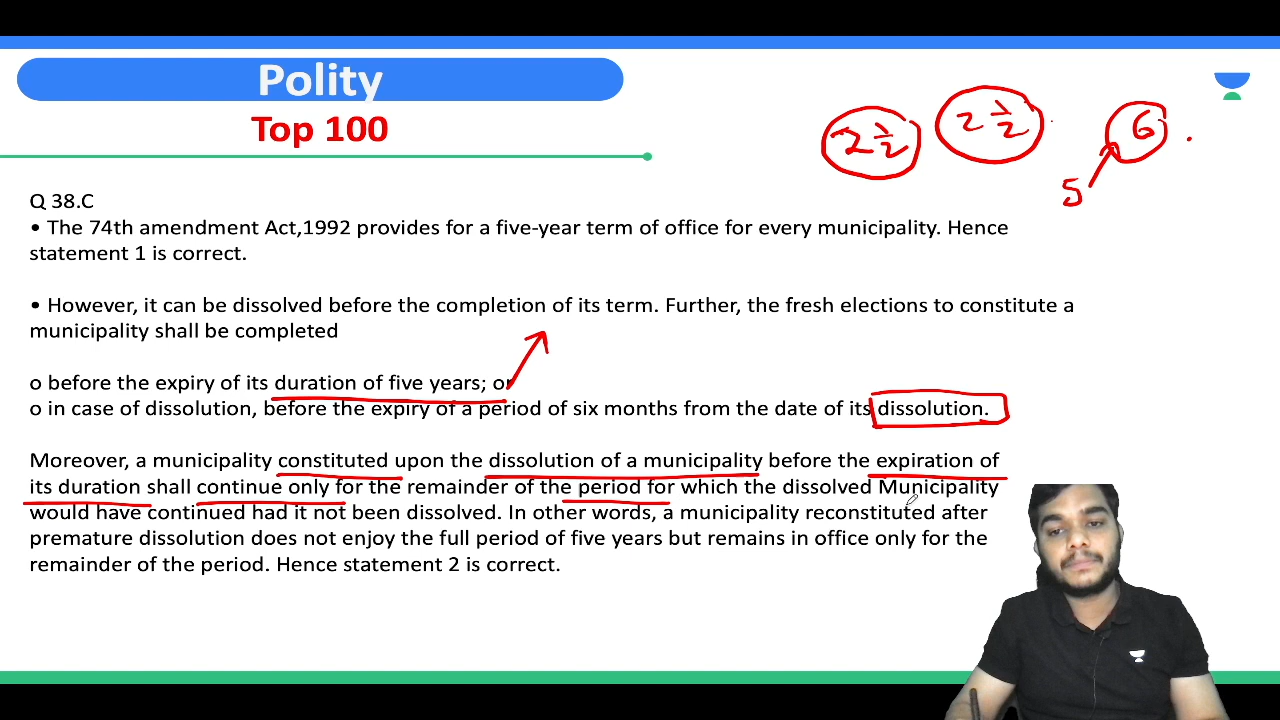 Polity
Top 100
2 1/2
2 1/2
6
5
Q 38.C
• The 74th amendment Act,1992 provides for a five-year term of office for every municipality. Hence
statement 1 is correct.
• However, it can be dissolved before the completion of its term. Further, the fresh elections to constitute a
municipality shall be completed
o before the expiry of its duration of five years; or
o in case of dissolution, before the expiry of a period of six months from the date of its dissolution.
Moreover, a municipality constituted upon the dissolution of a municipality before the expiration of
its duration shall continue only for the remainder of the period for which the dissolved Municipality
would have continued had it not been dissolved. In other words, a municipality reconstituted after
premature dissolution does not enjoy the full period of five years but remains in office only for the
remainder of the period. Hence statement 2 is correct.